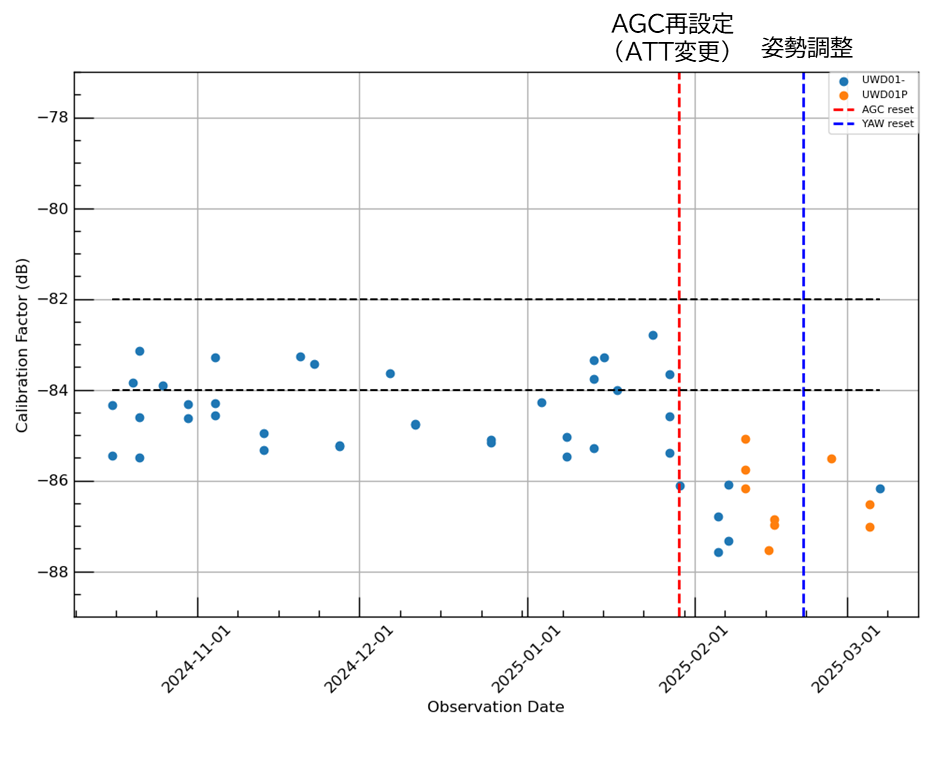 AGC再設定
（ATT変更）
姿勢調整
UWD01-
UWD01P
AGC reset
YAW reset
−78
−80
−82
−84
−86
−88
Calibration Factor (dB)
2024-11-01
2024-12-01
2025-01-01
2025-02-01
2025-03-01
Observation Date